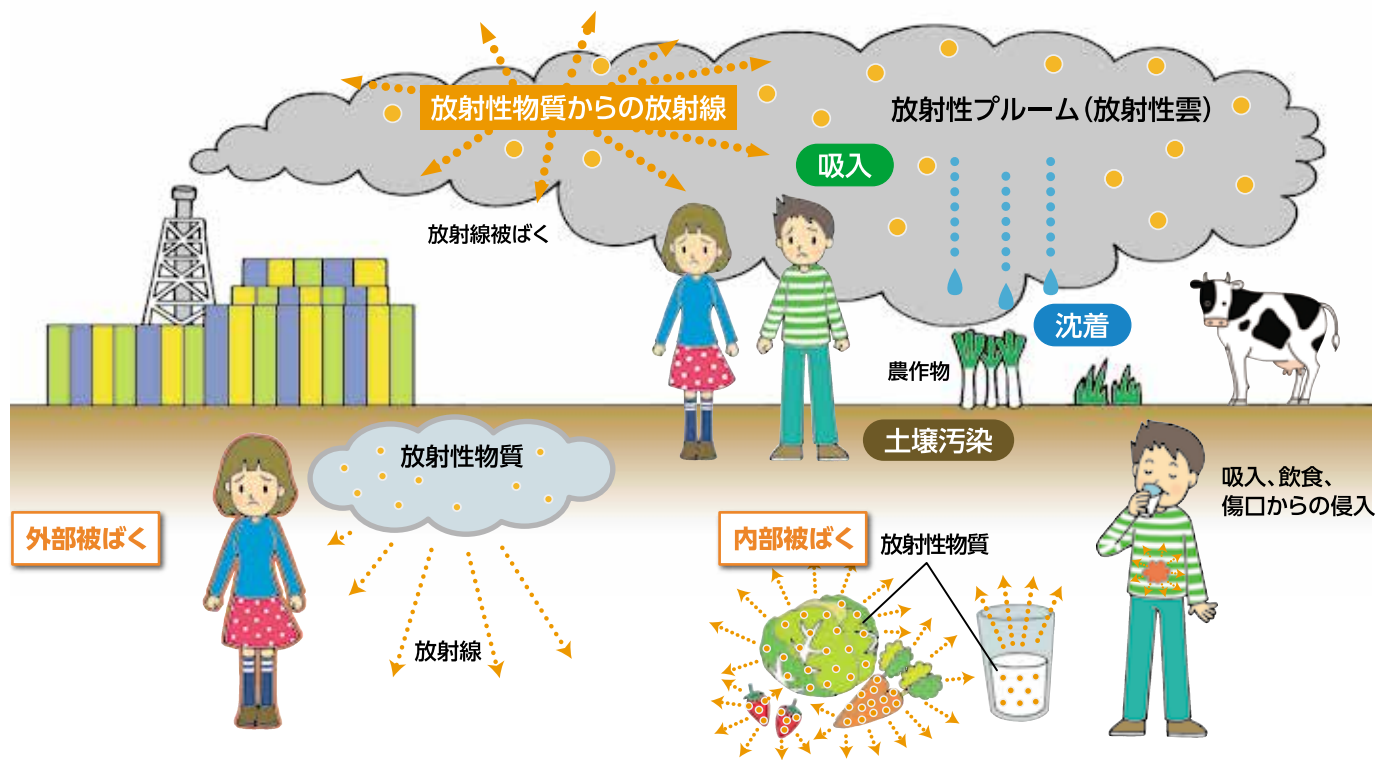 放射性物質からの放射線
放射性プルーム（放射性雲）
吸入
放射線被ばく
沈着
農作物
土壌汚染
放射性物質
外部被ばく
放射線
吸入、飲食、
傷口からの侵入
内部被ばく
放射性物質